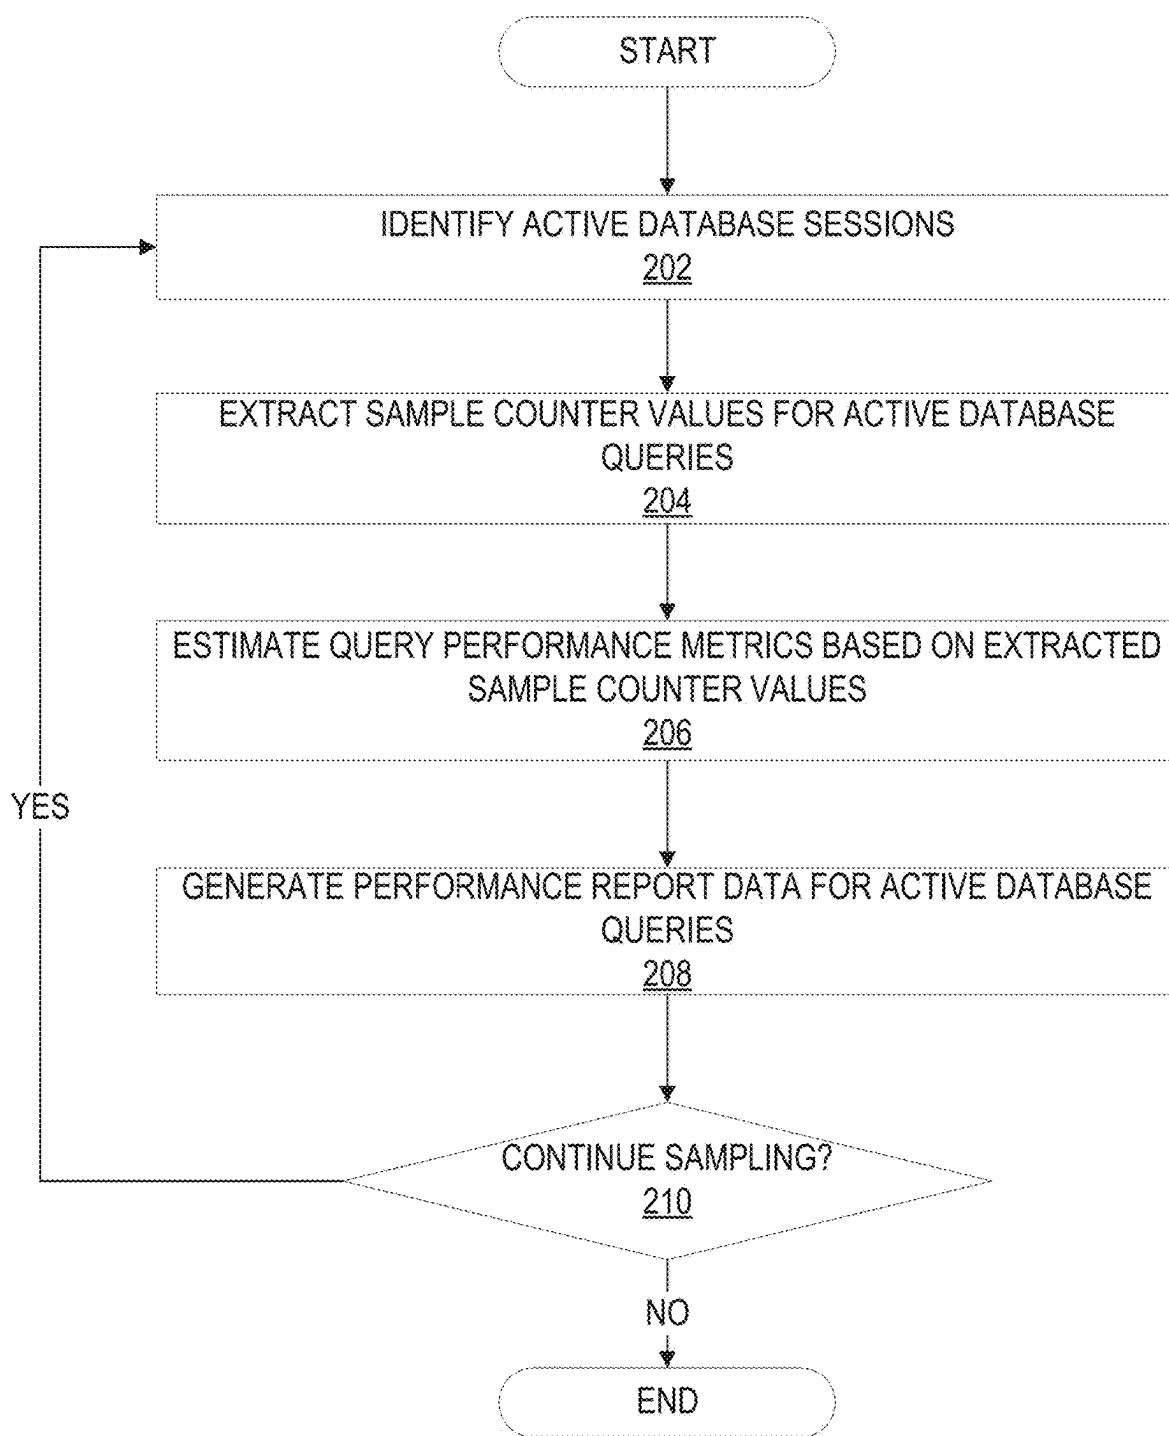 START
IDENTIFY ACTIVE DATABASE SESSIONS
202
EXTRACT SAMPLE COUNTER VALUES FOR ACTIVE DATABASE
QUERIES
204
ESTIMATE QUERY PERFORMANCE METRICS BASED ON EXTRACTED
SAMPLE COUNTER VALUES
206
YES
GENERATE PERFORMANCE REPORT DATA FOR ACTIVE DATABASE
QUERIES
208
CONTINUE SAMPLING?
210
NO
END